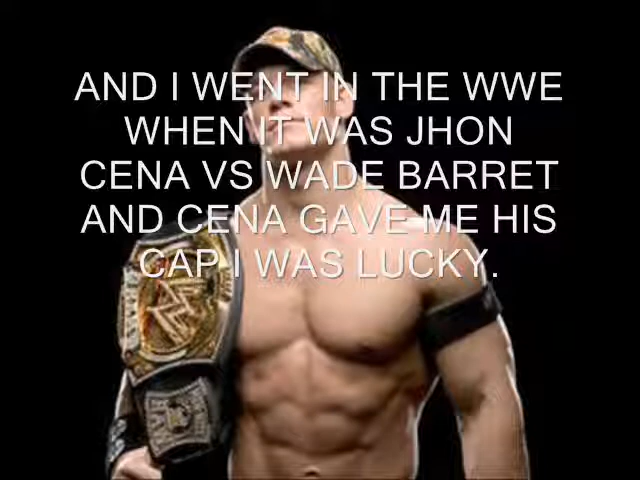 AND I WENT IN THE WWE
WHEN IT WAS JHON
CENA VS WADE BARRET
AND CENA GAVE ME HIS
CAP I WAS LUCKY.